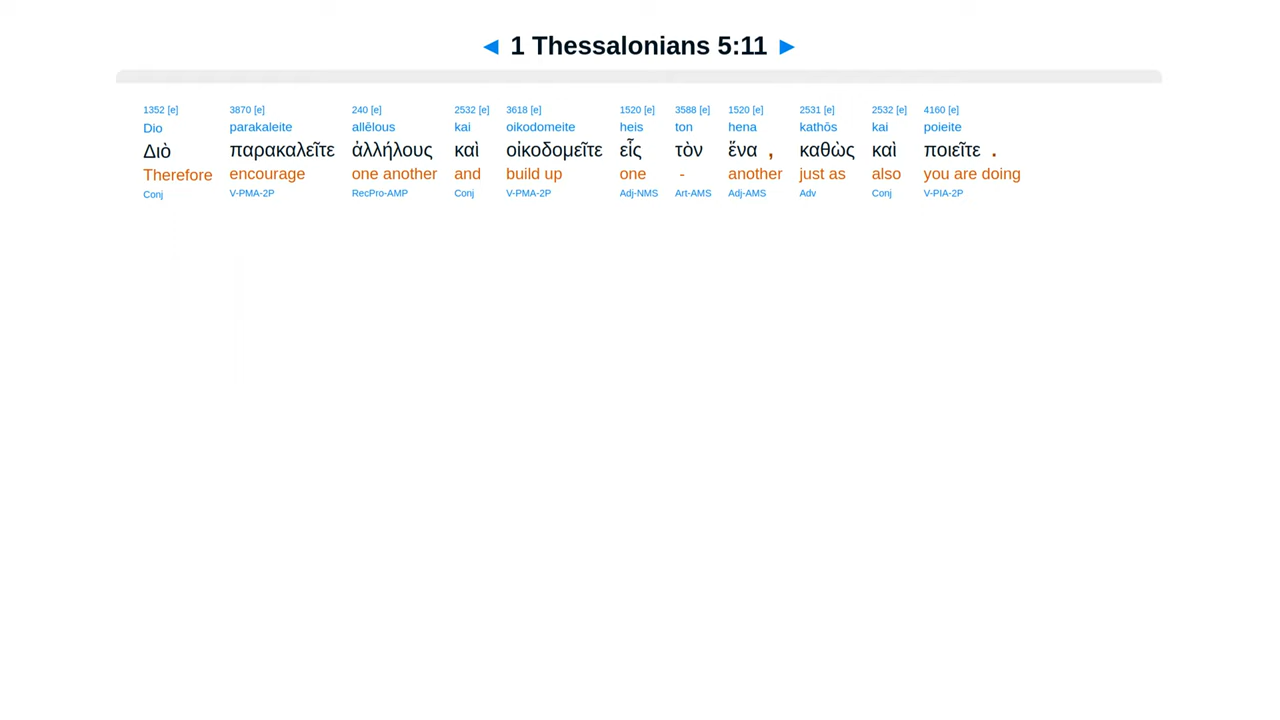 ◄ 1 Thessalonians 5:11 ►
1352 [e] 3870 [e] 240 [e] 2532 [e] 3618 [e] 1520 [e] 3588 [e] 1520 [e] 2531 [e] 2532 [e] 4160 [e]
Dio parakaleite allēlous kai oikodomeite heis ton hena kathōs kai poieite
Διὸ παρακαλεῖτε ἀλλήλους καὶ οἰκοδομεῖτε εἷς τὸν ἕνα , καθὼς καὶ ποιεῖτε .
Therefore encourage one another and build up one - another just as also you are doing
Conj V-PMA-2P RecPro-AMP Conj V-PMA-2P Adj-NMS Art-AMS Adj-AMS Adv Conj V-PIA-2P